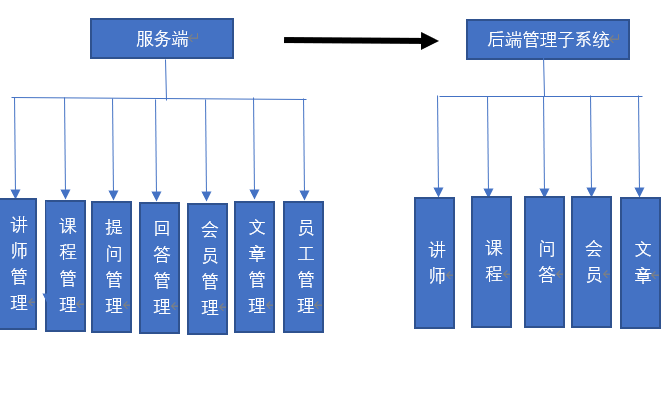 服务端
后端管理子系统
讲师管理
课程管理
提问管理
回答管理
会员管理
文章管理
员工管理
讲师
课程
问答
会员
文章